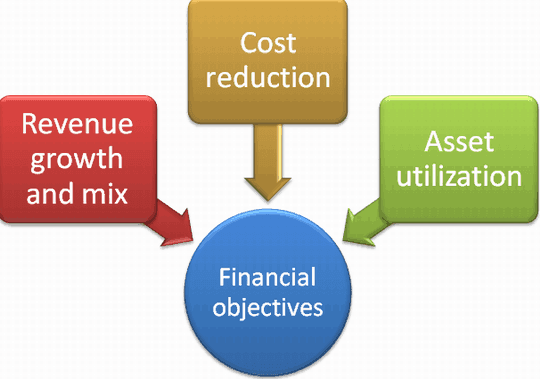 Cost
reduction
Revenue
growth
and mix
Asset
utilization
Financial
objectives